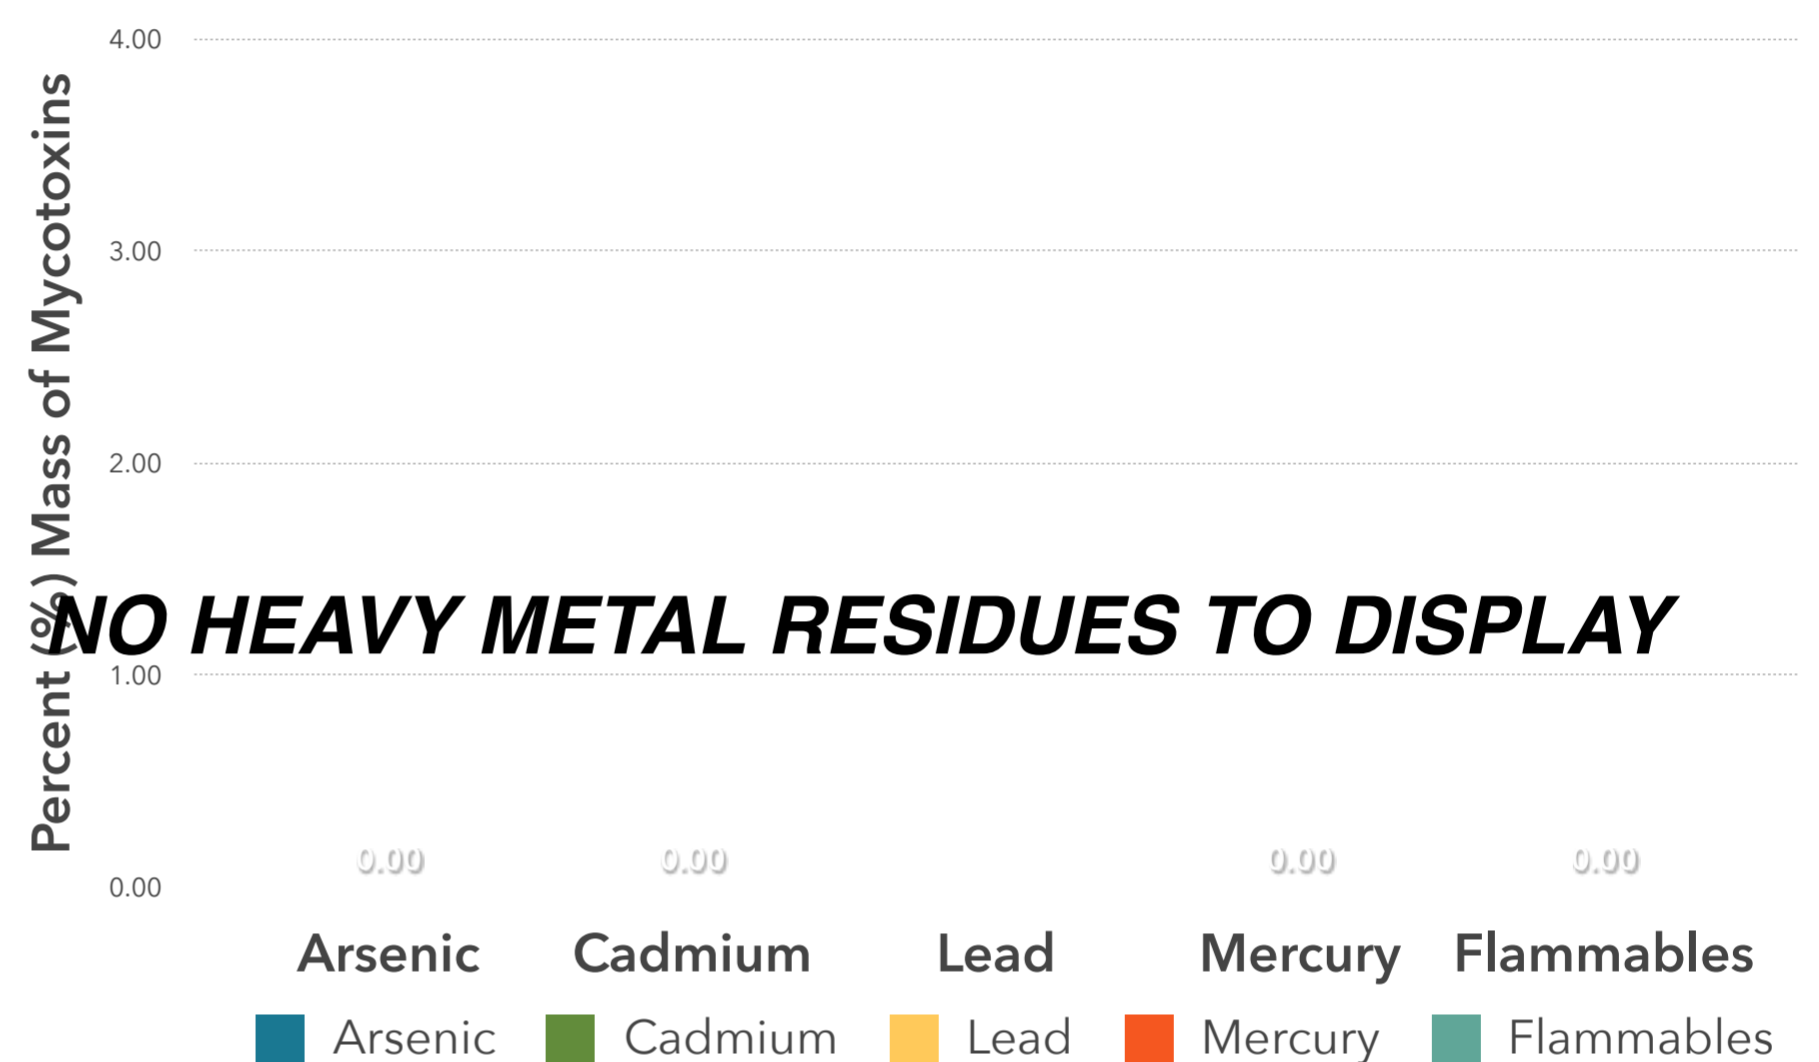 Percent (%) Mass of Mycotoxins
4.00
3.00
2.00
NO HEAVY METAL RESIDUES TO DISPLAY
1.00
0.00 0.00 0.00 0.00
0.00
Arsenic Cadmium Lead Mercury Flammables
Arsenic Cadmium Lead Mercury Flammables